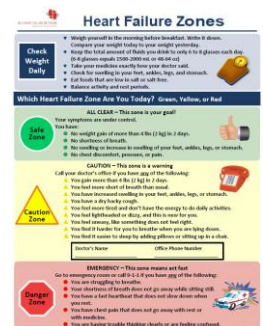 Heart Failure Zones
Check
Weight
Daily
Weigh yourself in the morning before breakfast. Write it down.
Compare your weight today to your weight yesterday.
Keep the total amount of fluids you drink to only 6 to 8 glasses each day.
(6-8 glasses equals 1500-2000 mL or 48-64 oz)
Take your medicine exactly how your doctor said.
Check for swelling in your feet, ankles, legs, and stomach.
Eat foods that are low in salt or salt-free.
Balance activity and rest periods.
Which Heart Failure Zone Are You Today? Green, Yellow, or Red
Safe
Zone
ALL CLEAR – This zone is your goal!
Your symptoms are under control.
You have:
No weight gain of more than 4 lbs (2 kg) in 2 days.
No shortness of breath.
No swelling or increase in swelling of your feet, ankles, legs, or stomach.
No chest discomfort, pressure, or pain.
Caution
Zone
CAUTION – This zone is a warning
Call your doctor's office if you have any of the following:
You gain more than 4 lbs (2 kg) in 2 days.
You feel more short of breath than usual.
You have increased swelling in your feet, ankles, legs, or stomach.
You have a dry hacky cough.
You feel more tired and don't have the energy to do daily activities.
You feel lightheaded or dizzy, and this is new for you.
You feel uneasy, like something does not feel right.
You find it harder for you to breathe when you are lying down.
You find it easier to sleep by adding pillows or sitting up in a chair.
Doctor's Name Office Phone Number
Danger
Zone
EMERGENCY – This zone means act fast
Go to emergency room or call 9-1-1 if you have any of the following:
You are struggling to breathe.
Your shortness of breath does not go away while sitting still.
You have a fast heartbeat that does not slow down when
you rest.
You have chest pain that does not go away with rest or
with medicine.
You are having trouble thinking clearly or are feeling confused.